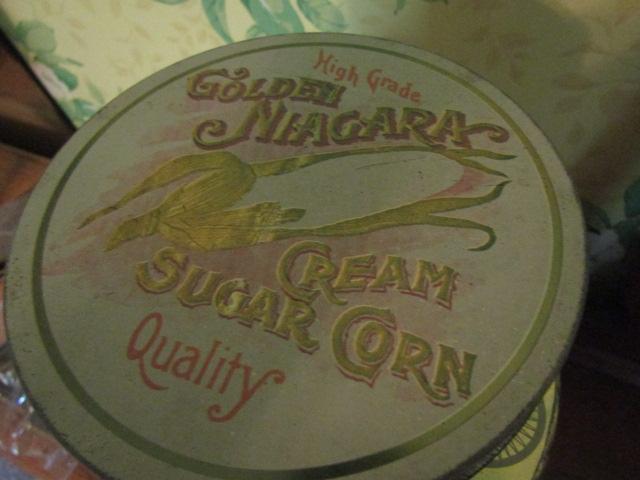 High Grade
GOLDEN
NIAGARA
CREAM
SUGAR CORN
Quality